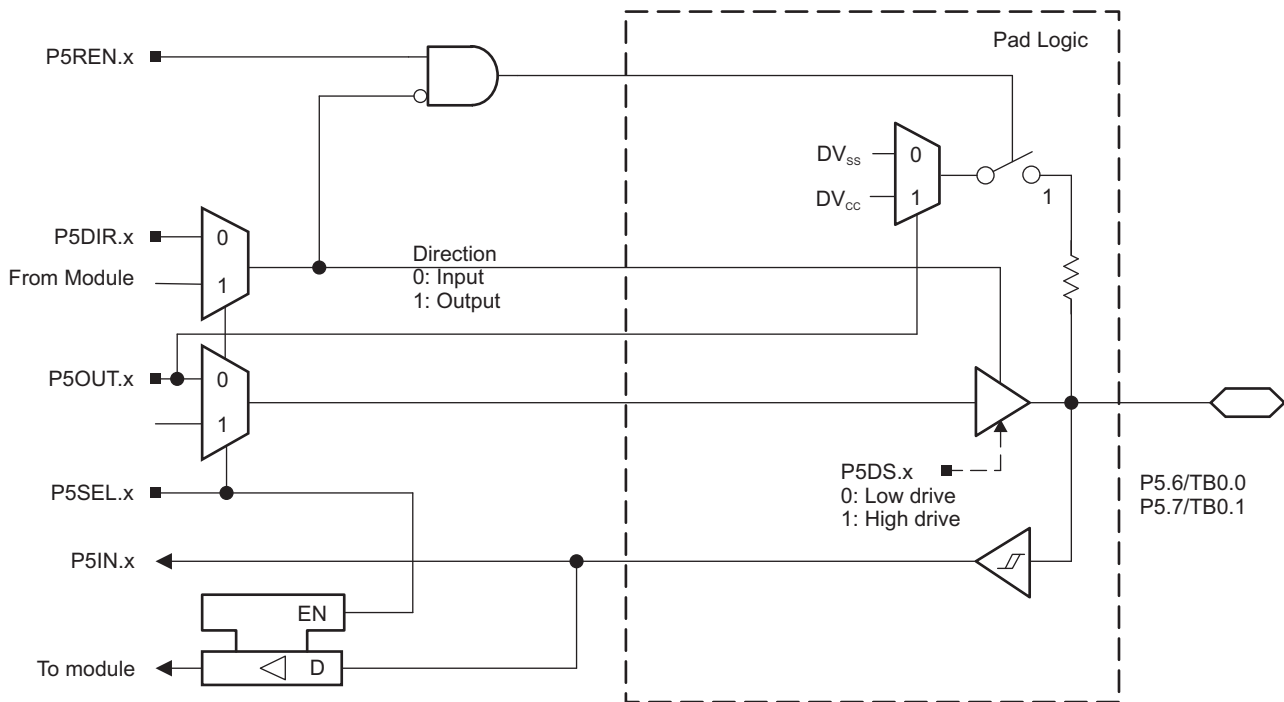 Pad Logic
P5REN.x
DVSS
0
DVCC
1
1
P5DIR.x
0
From Module
1
Direction
0: Input
1: Output
P5OUT.x
0
1
P5DS.x
0: Low drive
1: High drive
P5SEL.x
P5.6/TB0.0
P5.7/TB0.1
P5IN.x
EN
To module
D